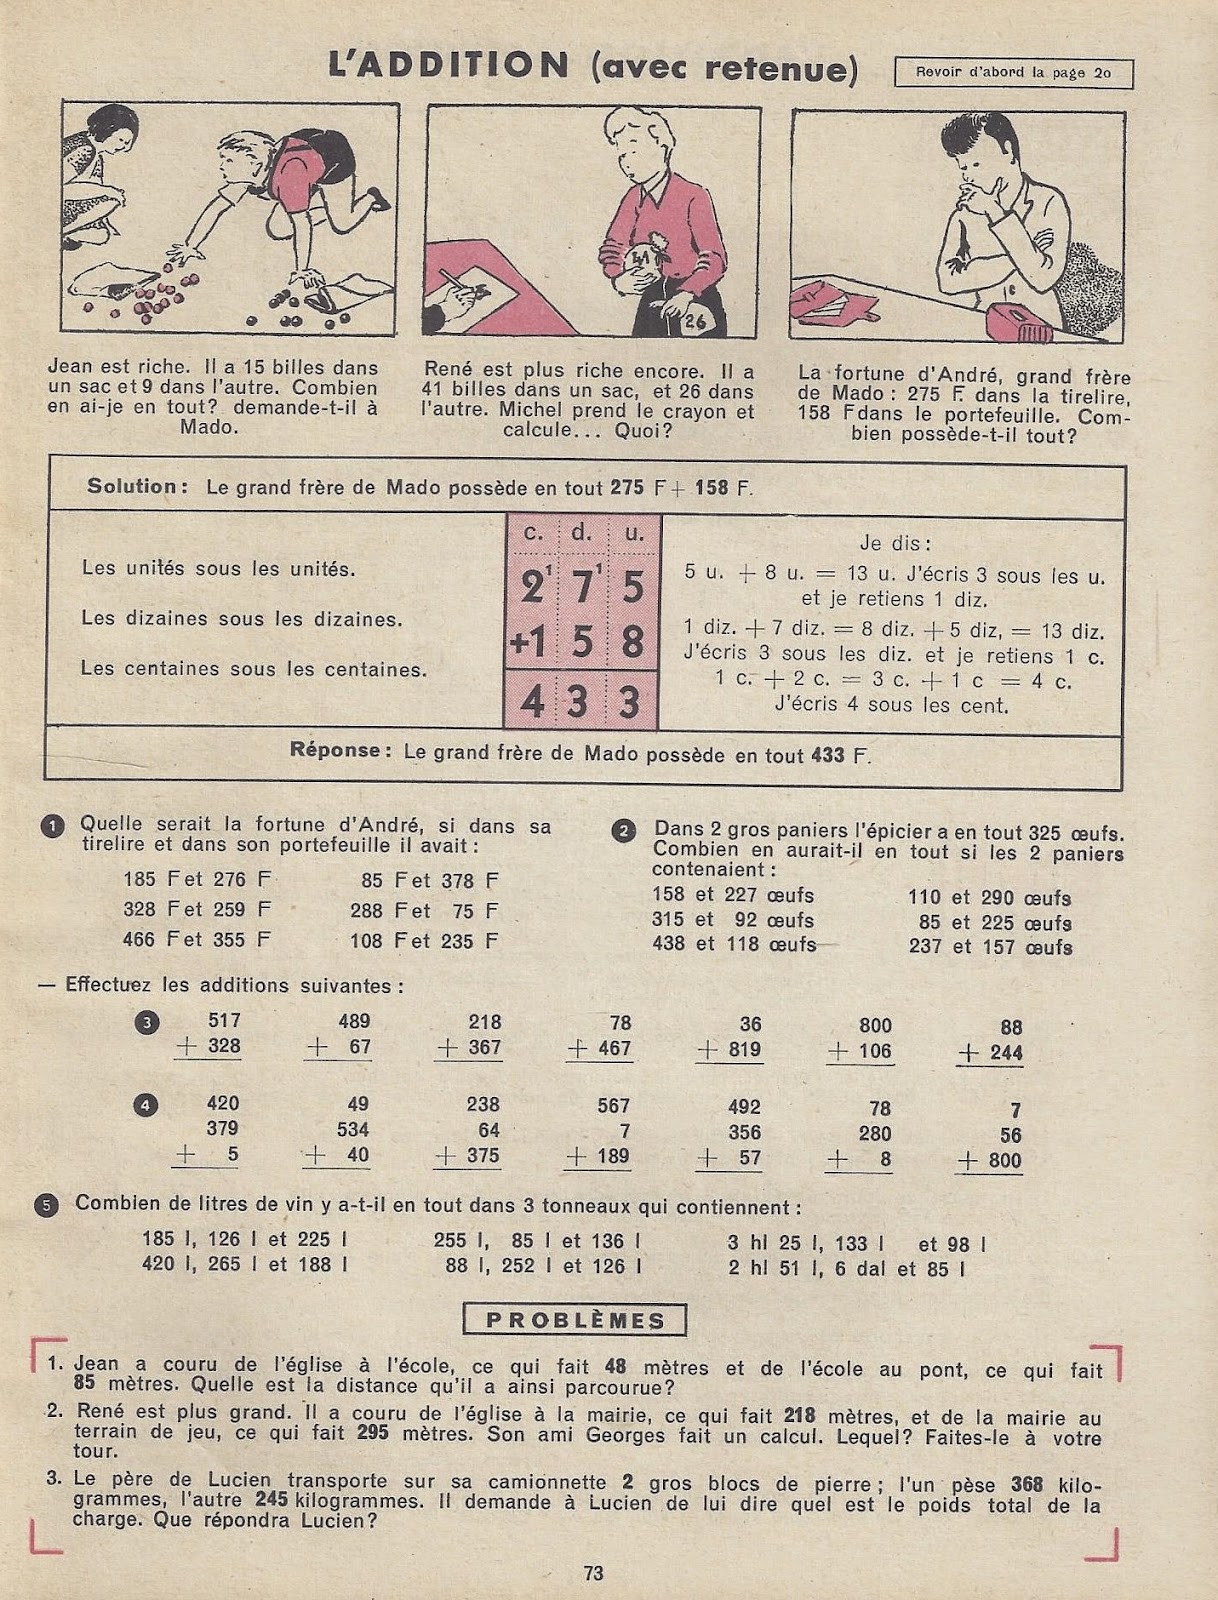 L'ADDITION (avec retenue)
Revoir d'abord la page 20
41
26
Jean est riche. Il a 15 billes dans
un sac et 9 dans l'autre. Combien
en ai-je en tout? demande-t-il à
Mado.
René est plus riche encore. Il a
41 billes dans un sac, et 26 dans
l'autre. Michel prend le crayon et
calcule... Quoi?
La fortune d'André, grand frère
de Mado : 275 F. dans la tirelire,
158 F dans le portefeuille. Com-
bien possède-t-il tout?
Solution : Le grand frère de Mado possède en tout 275 F + 158 F.
Les unités sous les unités.
Les dizaines sous les dizaines.
Les centaines sous les centaines.
c. d. u.
2¹ 7¹ 5
+1 5 8
4 3 3
Je dis :
5 u. + 8 u. = 13 u. J'écris 3 sous les u.
et je retiens 1 diz.
1 diz. + 7 diz. = 8 diz. + 5 diz, = 13 diz.
J'écris 3 sous les diz. et je retiens 1 c.
1 c. + 2 c. = 3 c. + 1 c = 4 c.
J'écris 4 sous les cent.
Réponse : Le grand frère de Mado possède en tout 433 F.
1 Quelle serait la fortune d'André, si dans sa
tirelire et dans son portefeuille il avait :
185 F et 276 F 85 F et 378 F
328 F et 259 F 288 F et 75 F
466 F et 355 F 108 F et 235 F
2 Dans 2 gros paniers l'épicier a en tout 325 œufs.
Combien en aurait-il en tout si les 2 paniers
contenaient :
158 et 227 œufs 110 et 290 œufs
315 et 92 œufs 85 et 225 œufs
438 et 118 œufs 237 et 157 œufs
— Effectuez les additions suivantes :
3 517 489 218 78 36 800 88
+ 328 + 67 + 367 + 467 + 819 + 106 + 244
4 420 49 238 567 492 78 7
379 534 64 7 356 280 56
+ 5 + 40 + 375 + 189 + 57 + 8 + 800
5 Combien de litres de vin y a-t-il en tout dans 3 tonneaux qui contiennent :
185 l, 126 l et 225 l 255 l, 85 l et 136 l 3 hl 25 l, 133 l et 98 l
420 l, 265 l et 188 l 88 l, 252 l et 126 l 2 hl 51 l, 6 dal et 85 l
PROBLÈMES
1. Jean a couru de l'église à l'école, ce qui fait 48 mètres et de l'école au pont, ce qui fait
85 mètres. Quelle est la distance qu'il a ainsi parcourue?
2. René est plus grand. Il a couru de l'église à la mairie, ce qui fait 218 mètres, et de la mairie au
terrain de jeu, ce qui fait 295 mètres. Son ami Georges fait un calcul. Lequel? Faites-le à votre
tour.
3. Le père de Lucien transporte sur sa camionnette 2 gros blocs de pierre ; l'un pèse 368 kilo-
grammes, l'autre 245 kilogrammes. Il demande à Lucien de lui dire quel est le poids total de la
charge. Que répondra Lucien?
73